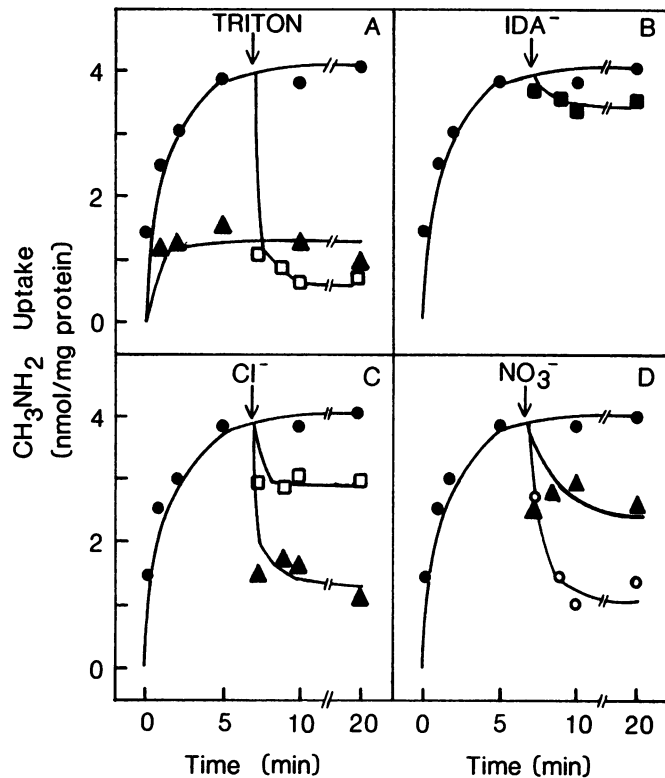 TRITON
A
IDA⁻
B
4
2
0
Cl⁻
C
NO₃⁻
D
4
2
0
CH₃NH₂ Uptake
(nmol/mg protein)
0 5 10 20
0 5 10 20
Time (min)
Time (min)